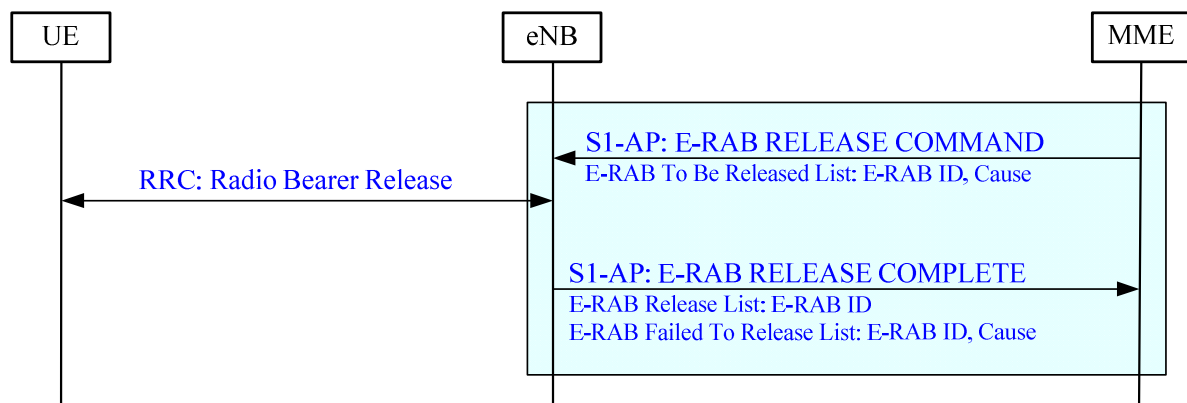 UE
eNB
MME
S1-AP: E-RAB RELEASE COMMAND
E-RAB To Be Released List: E-RAB ID, Cause
RRC: Radio Bearer Release
S1-AP: E-RAB RELEASE COMPLETE
E-RAB Release List: E-RAB ID
E-RAB Failed To Release List: E-RAB ID, Cause